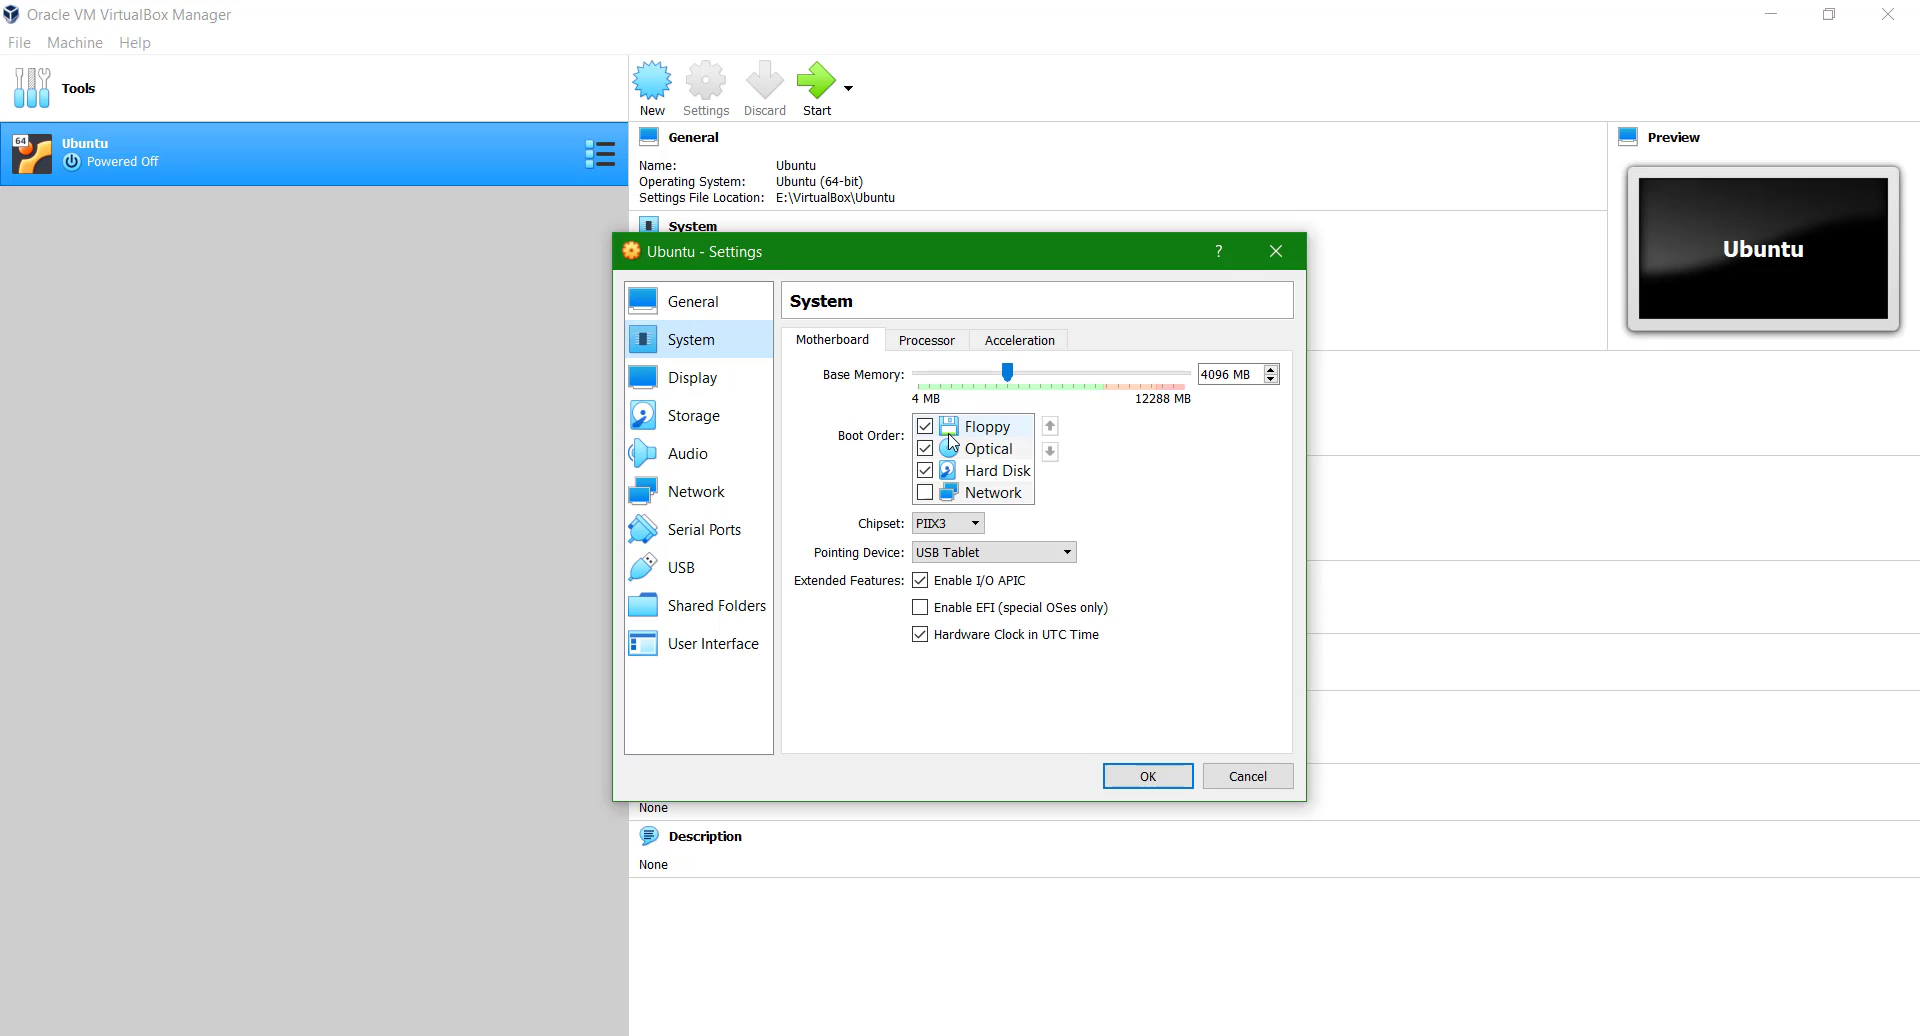 Oracle VM VirtualBox Manager
File Machine Help
Tools
New Settings Discard Start
64
Ubuntu
Powered Off
General
Name: Ubuntu
Operating System: Ubuntu (64-bit)
Settings File Location: E:\VirtualBox\Ubuntu
Preview
Ubuntu
System
Ubuntu - Settings
?
General
System
Display
Storage
Audio
Network
Serial Ports
USB
Shared Folders
User Interface
System
Motherboard Processor Acceleration
Base Memory: 4096 MB
4 MB 12288 MB
Boot Order:
Floppy
Optical
Hard Disk
Network
Chipset: PIIX3
Pointing Device: USB Tablet
Extended Features: Enable I/O APIC
Enable EFI (special OSes only)
Hardware Clock in UTC Time
OK Cancel
None
Description
None